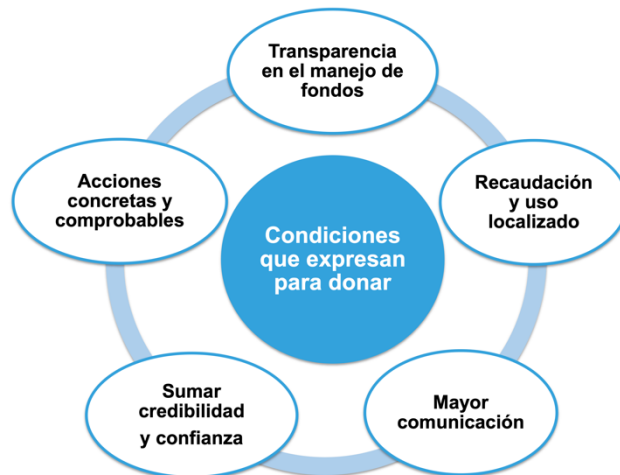 Transparencia
en el manejo de
fondos
Acciones
concretas y
comprobables
Recaudación
y uso
localizado
Condiciones
que expresan
para donar
Sumar
credibilidad
y confianza
Mayor
comunicación